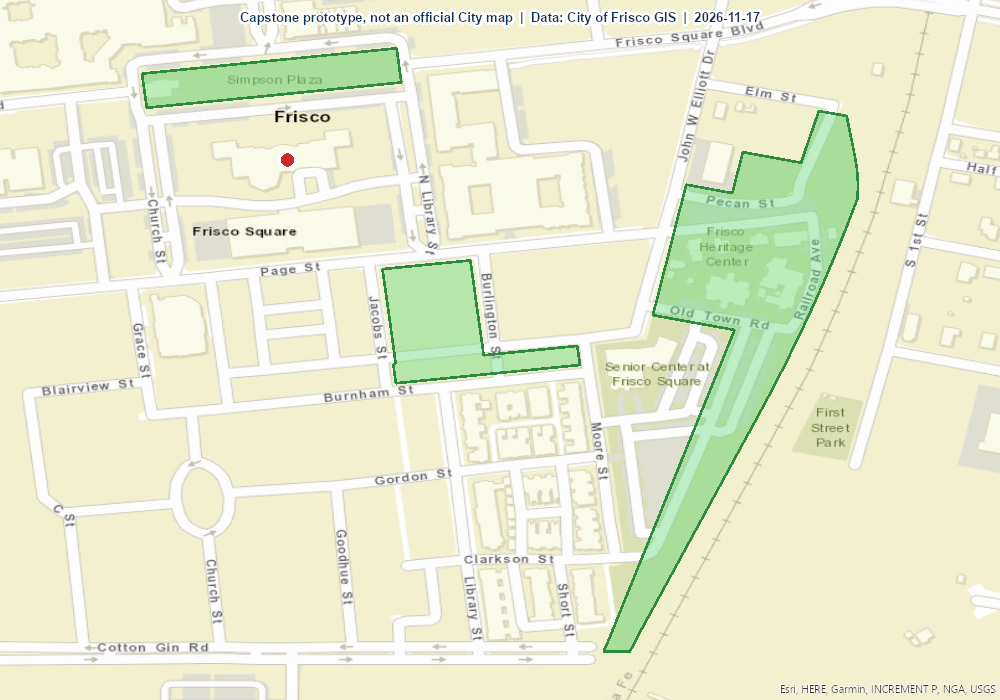 Capstone prototype, not an official City map | Data: City of Frisco GIS | 2026-11-17
Frisco Square Blvd
Simpson Plaza
Frisco
John W Elliott Dr
Elm St
Half
N Library St
Church St
Pecan St
Frisco Square
Frisco
Heritage
Center
S 1st St
Page St
Railroad Ave
Burlington St
Jacobs St
Old Town Rd
Grace St
Senior Center at
Frisco Square
Blairview St
Burnham St
First
Street
Park
Moore St
Gordon St
C St
Goodhue St
Clarkson St
Church St
Library St
Short St
Cotton Gin Rd
a Fe
Esri, HERE, Garmin, INCREMENT P, NGA, USGS